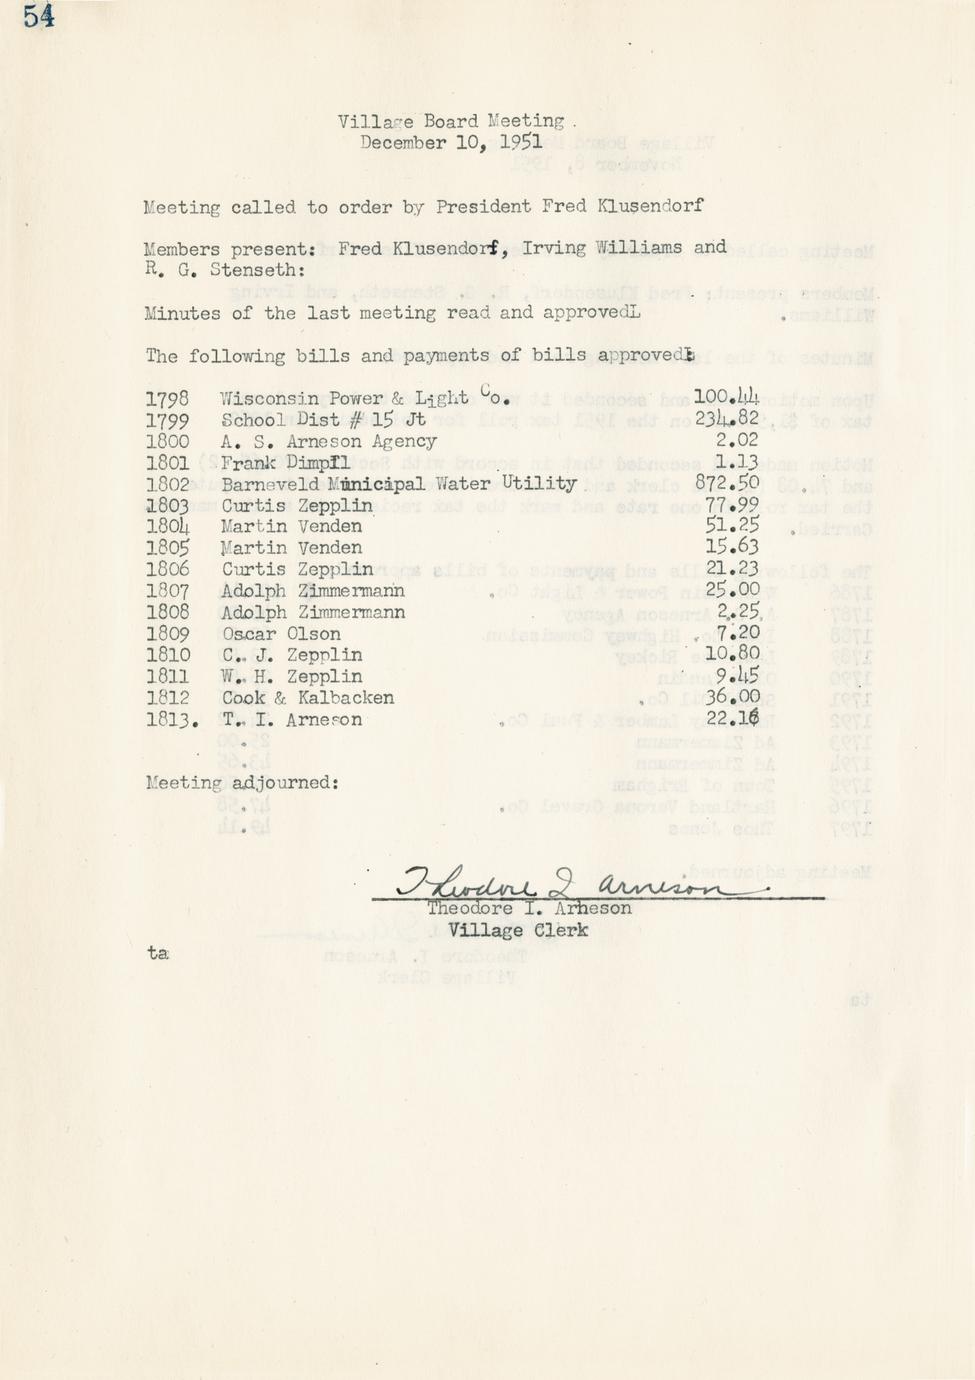 54
Village Board Meeting .
December 10, 1951
Meeting called to order by President Fred Klusendorf
Members present: Fred Klusendorf, Irving Williams and
R. G. Stenseth:
Minutes of the last meeting read and approvedL
The following bills and payments of bills approvedL
1798 Wisconsin Power & Light Co. 100.44
1799 School Dist # 15 Jt 234.82
1800 A. S. Arneson Agency 2.02
1801 Frank Dimpfl 1.13
1802 Barneveld Municipal Water Utility 872.50
1803 Curtis Zepplin 77.99
1804 Martin Venden 51.25
1805 Martin Venden 15.63
1806 Curtis Zepplin 21.23
1807 Adolph Zimmermann 25.00
1808 Adolph Zimmermann 2.25
1809 Oscar Olson 7.20
1810 C. J. Zepplin 10.80
1811 W. H. Zepplin 9.45
1812 Cook & Kalbacken 36.00
1813. T. I. Arneson 22.16
Meeting adjourned:
Theodore I Arneson
Theodore I. Arneson
Village Clerk
ta